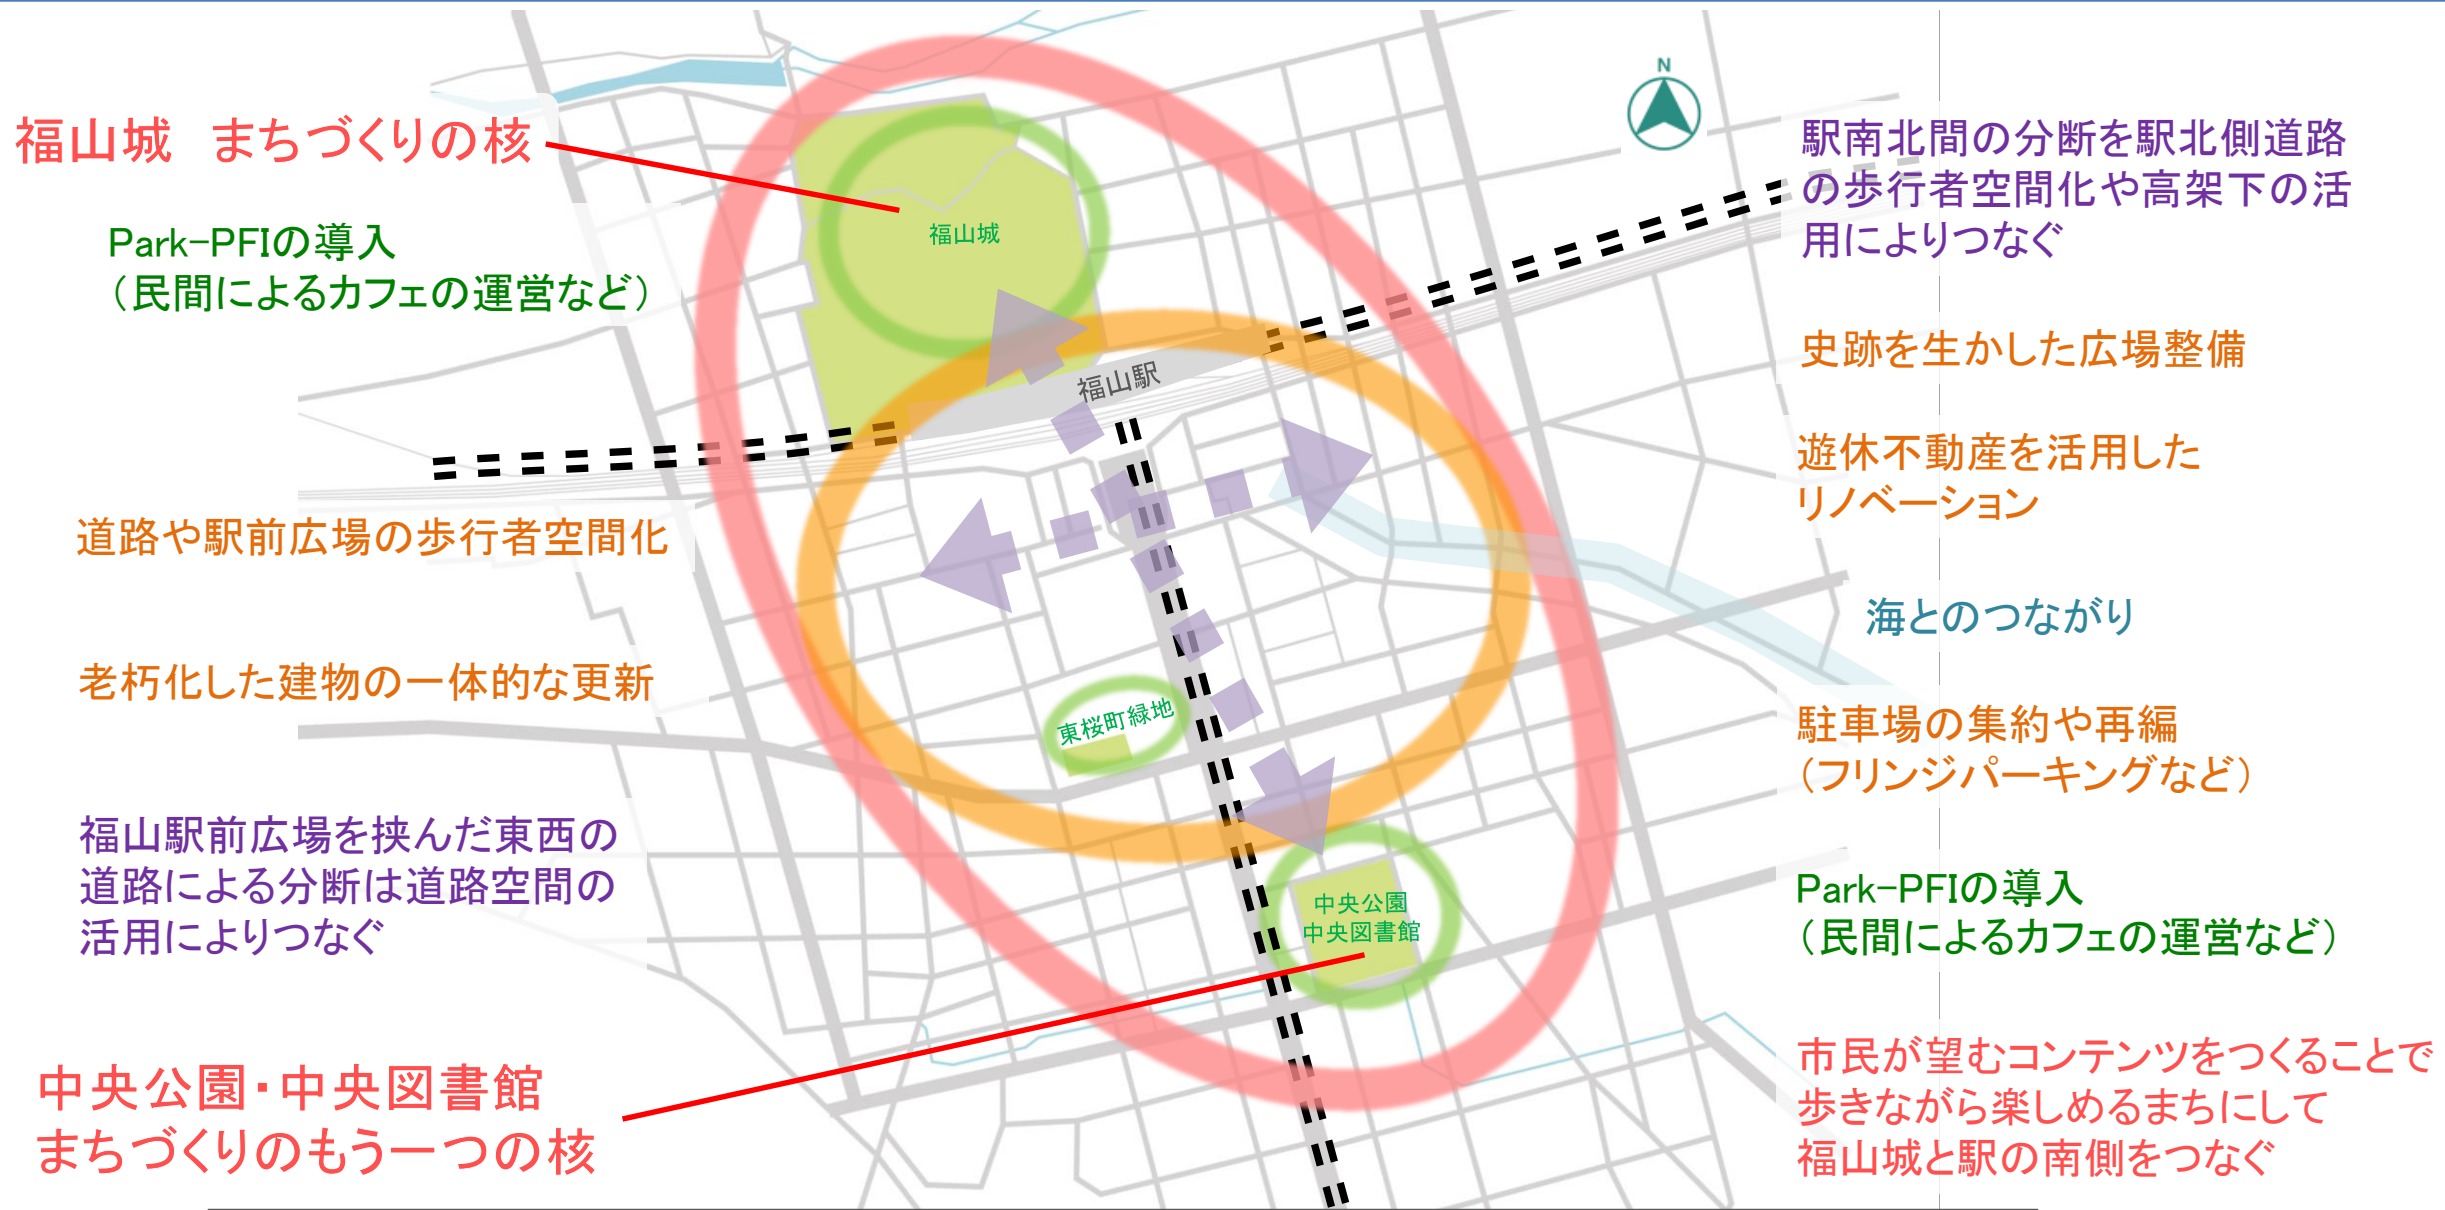 福山城　まちづくりの核
Park-PFIの導入
（民間によるカフェの運営など）
道路や駅前広場の歩行者空間化
老朽化した建物の一体的な更新
福山駅前広場を挟んだ東西の
道路による分断は道路空間の
活用によりつなぐ
中央公園・中央図書館
まちづくりのもう一つの核
福山城
福山駅
東桜町緑地
中央公園
中央図書館
N
駅南北間の分断を駅北側道路
の歩行者空間化や高架下の活
用によりつなぐ
史跡を生かした広場整備
遊休不動産を活用した
リノベーション
海とのつながり
駐車場の集約や再編
（フリンジパーキングなど）
Park-PFIの導入
（民間によるカフェの運営など）
市民が望むコンテンツをつくることで
歩きながら楽しめるまちにして
福山城と駅の南側をつなぐ